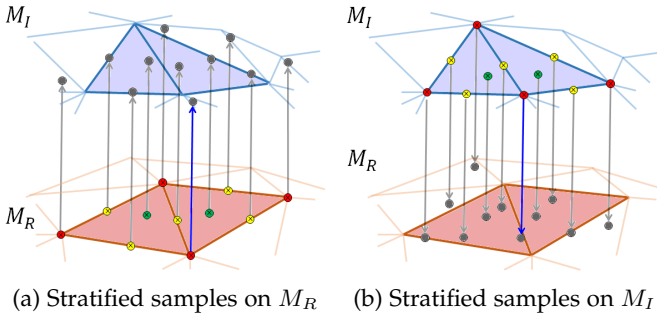 M_I
M_I
M_R
M_R
(a) Stratified samples on M_R
(b) Stratified samples on M_I